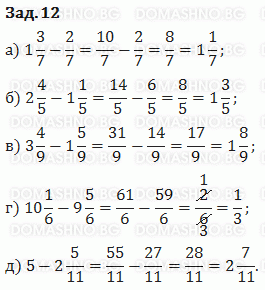 Зад.12
а) 1 3/7 − 2/7 = 10/7 − 2/7 = 8/7 = 1 1/7;
б) 2 4/5 − 1 1/5 = 14/5 − 6/5 = 8/5 = 1 3/5;
в) 3 4/9 − 1 5/9 = 31/9 − 14/9 = 17/9 = 1 8/9;
г) 10 1/6 − 9 5/6 = 61/6 − 59/6 = 1 2/6 3 = 1/3;
д) 5 − 2 5/11 = 55/11 − 27/11 = 28/11 = 2 7/11.